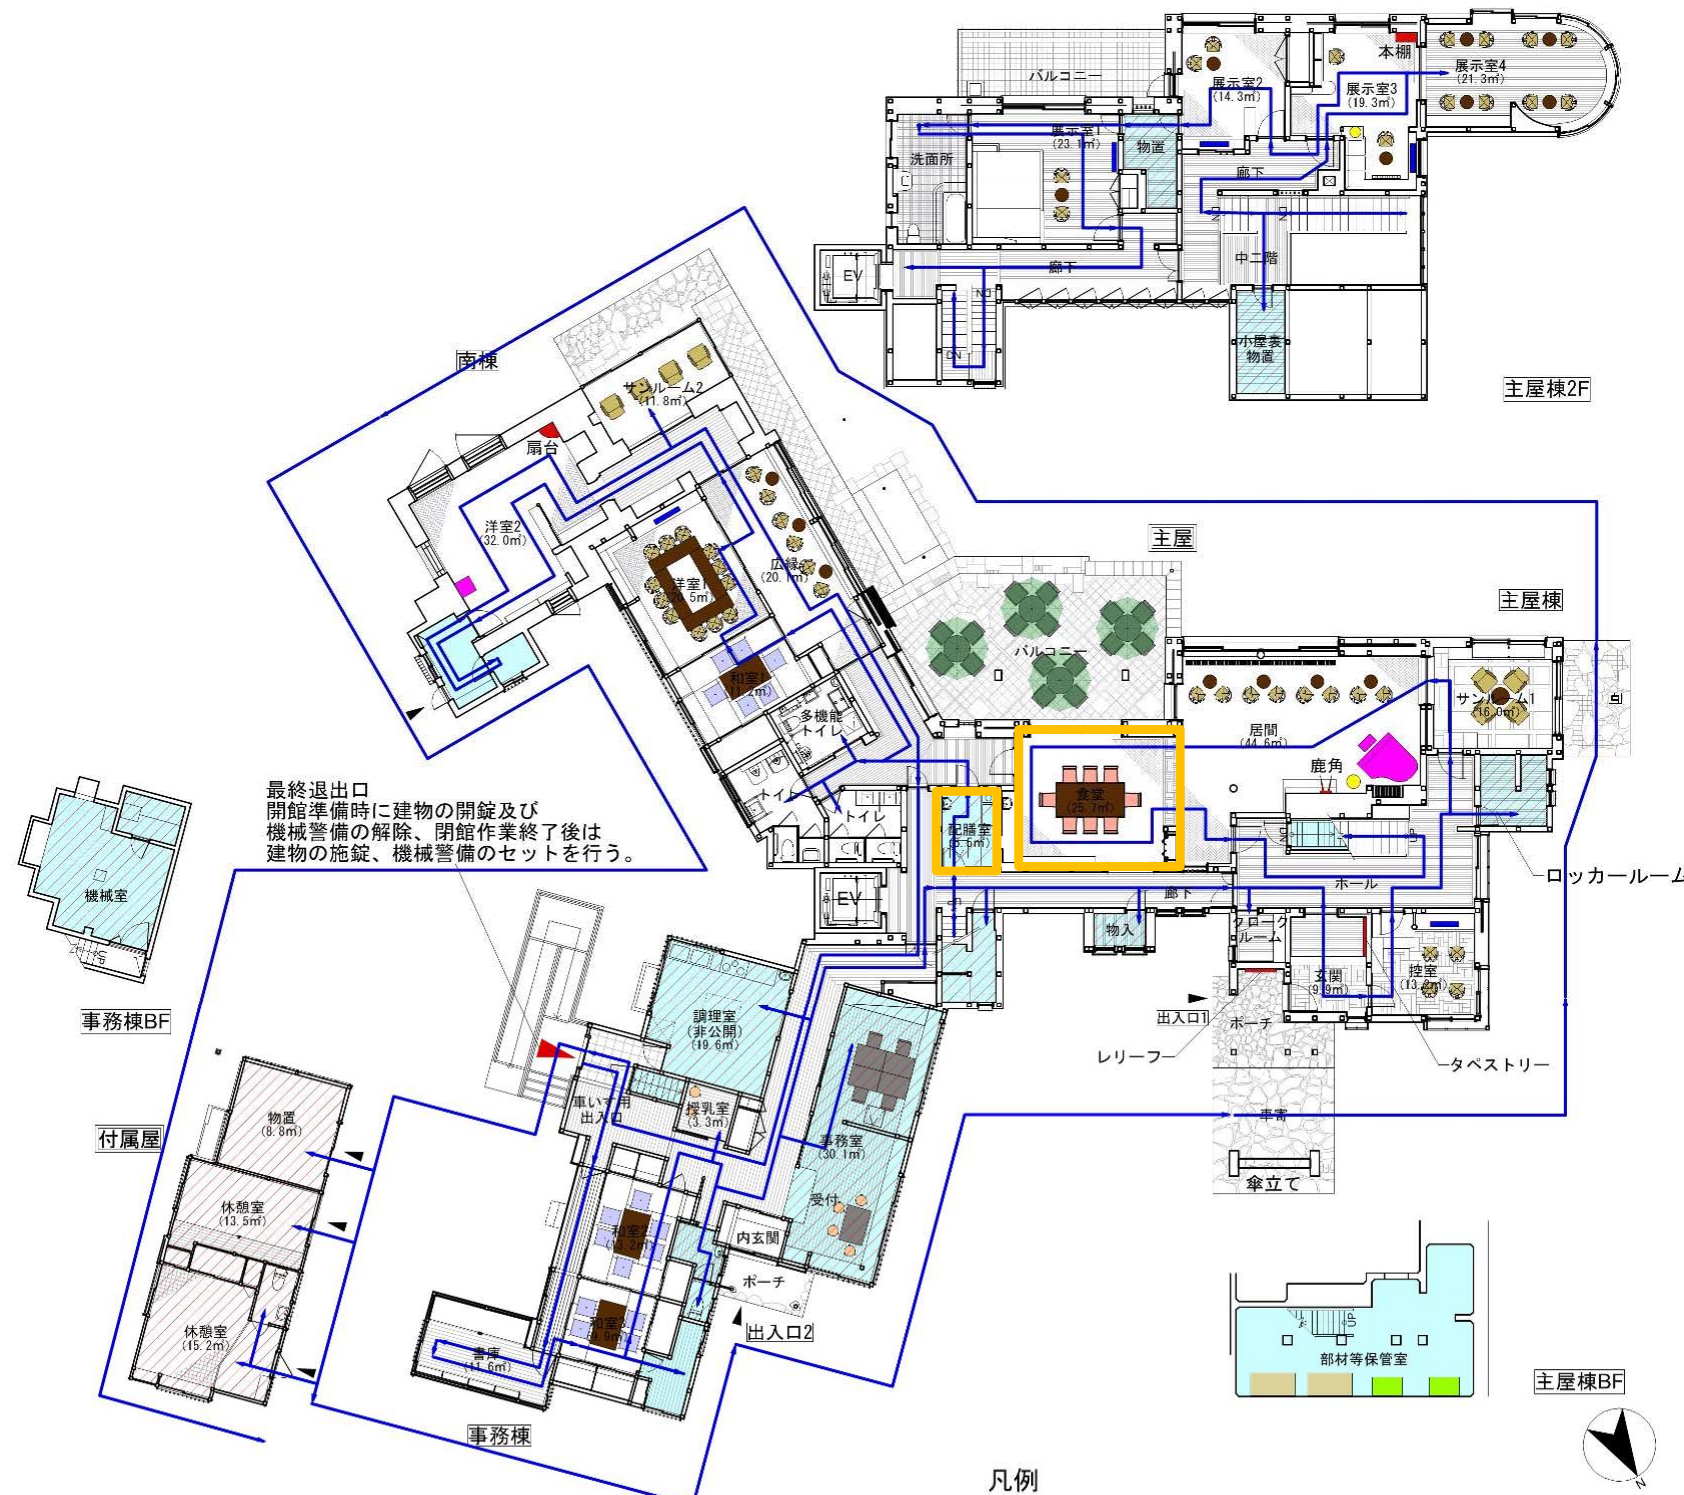 本棚
展示室4
(21.3㎡)
展示室2
(14.3㎡)
展示室3
(19.3㎡)
バルコニー
展示室1
(23.1㎡)
物置
洗面所
廊下
DN
DN
中二階
EV
廊下
DN
DN
小屋裏
物置
主屋棟2F
南棟
サンルーム2
(11.8㎡)
扇台
洋室2
(32.0㎡)
広縁
洋室1
和室1
多機能
トイレ
トイレ
トイレ
主屋
主屋棟
バルコニー
サンルーム1
(16.0㎡)
居間
(44.6㎡)
鹿角
食堂
(25.7㎡)
配膳室
DN
UP
ホール
ロッカールーム
廊下
EV
UP
物入
クローク
ルーム
玄関
(9.9㎡)
控室
出入口1
ポーチ
レリーフ
タペストリー
車寄
傘立て
最終退出口
開館準備時に建物の開錠及び
機械警備の解除、閉館作業終了後は
建物の施錠、機械警備のセットを行う。
機械室
事務棟BF
調理室
(非公開)
(19.6㎡)
車いす用
出入口
授乳室
(3.3㎡)
事務室
(30.1㎡)
受付
内玄関
ポーチ
出入口2
和室2
(13.2㎡)
和室3
(9.9㎡)
書庫
(11.6㎡)
事務棟
付属屋
物置
(8.8㎡)
休憩室
(13.5㎡)
休憩室
(15.2㎡)
UP
部材等保管室
主屋棟BF
N
凡例